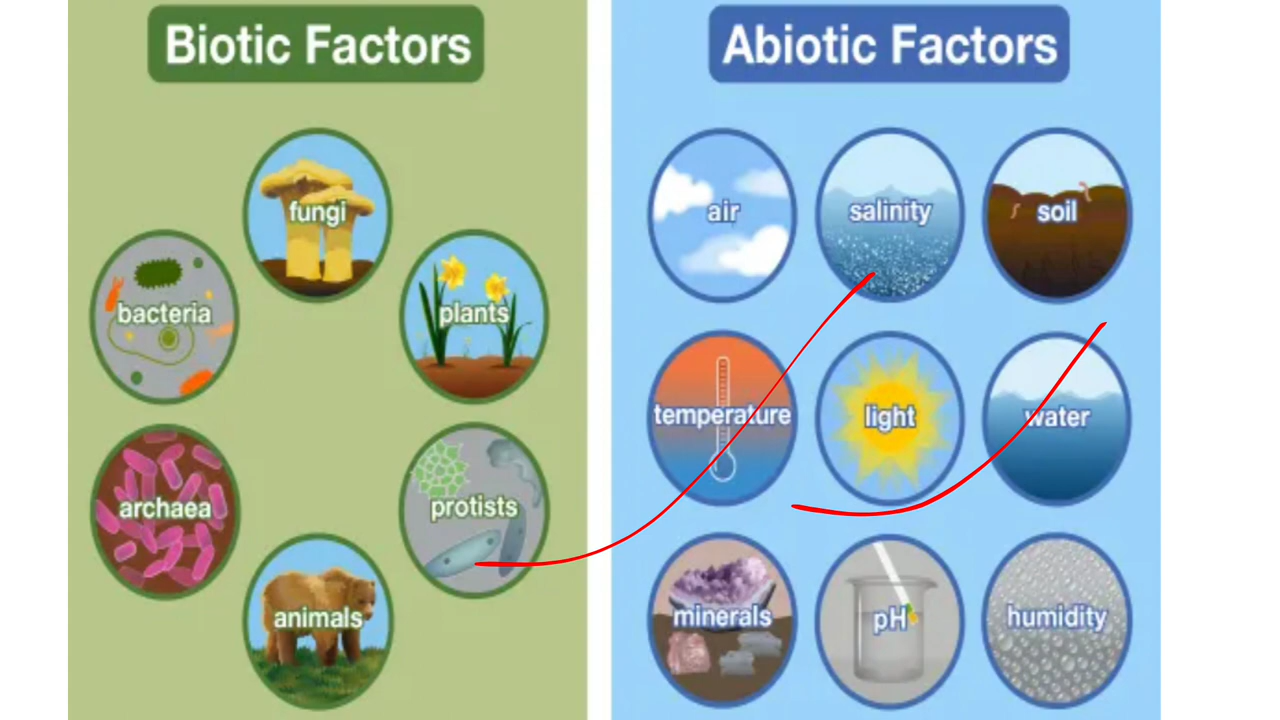 Biotic Factors
fungi
bacteria
plants
archaea
protists
animals
Abiotic Factors
air
salinity
soil
temperature
light
water
minerals
pH
humidity